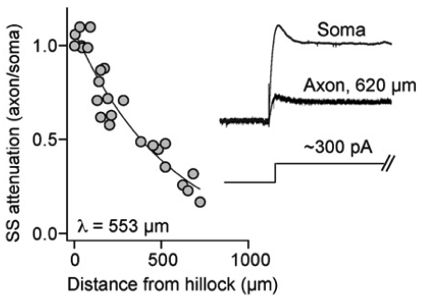 SS attenuation (axon/soma)
1.0
0.5
0.0
λ = 553 μm
0
500
1000
Distance from hillock (μm)
Soma
Axon, 620 μm
~300 pA